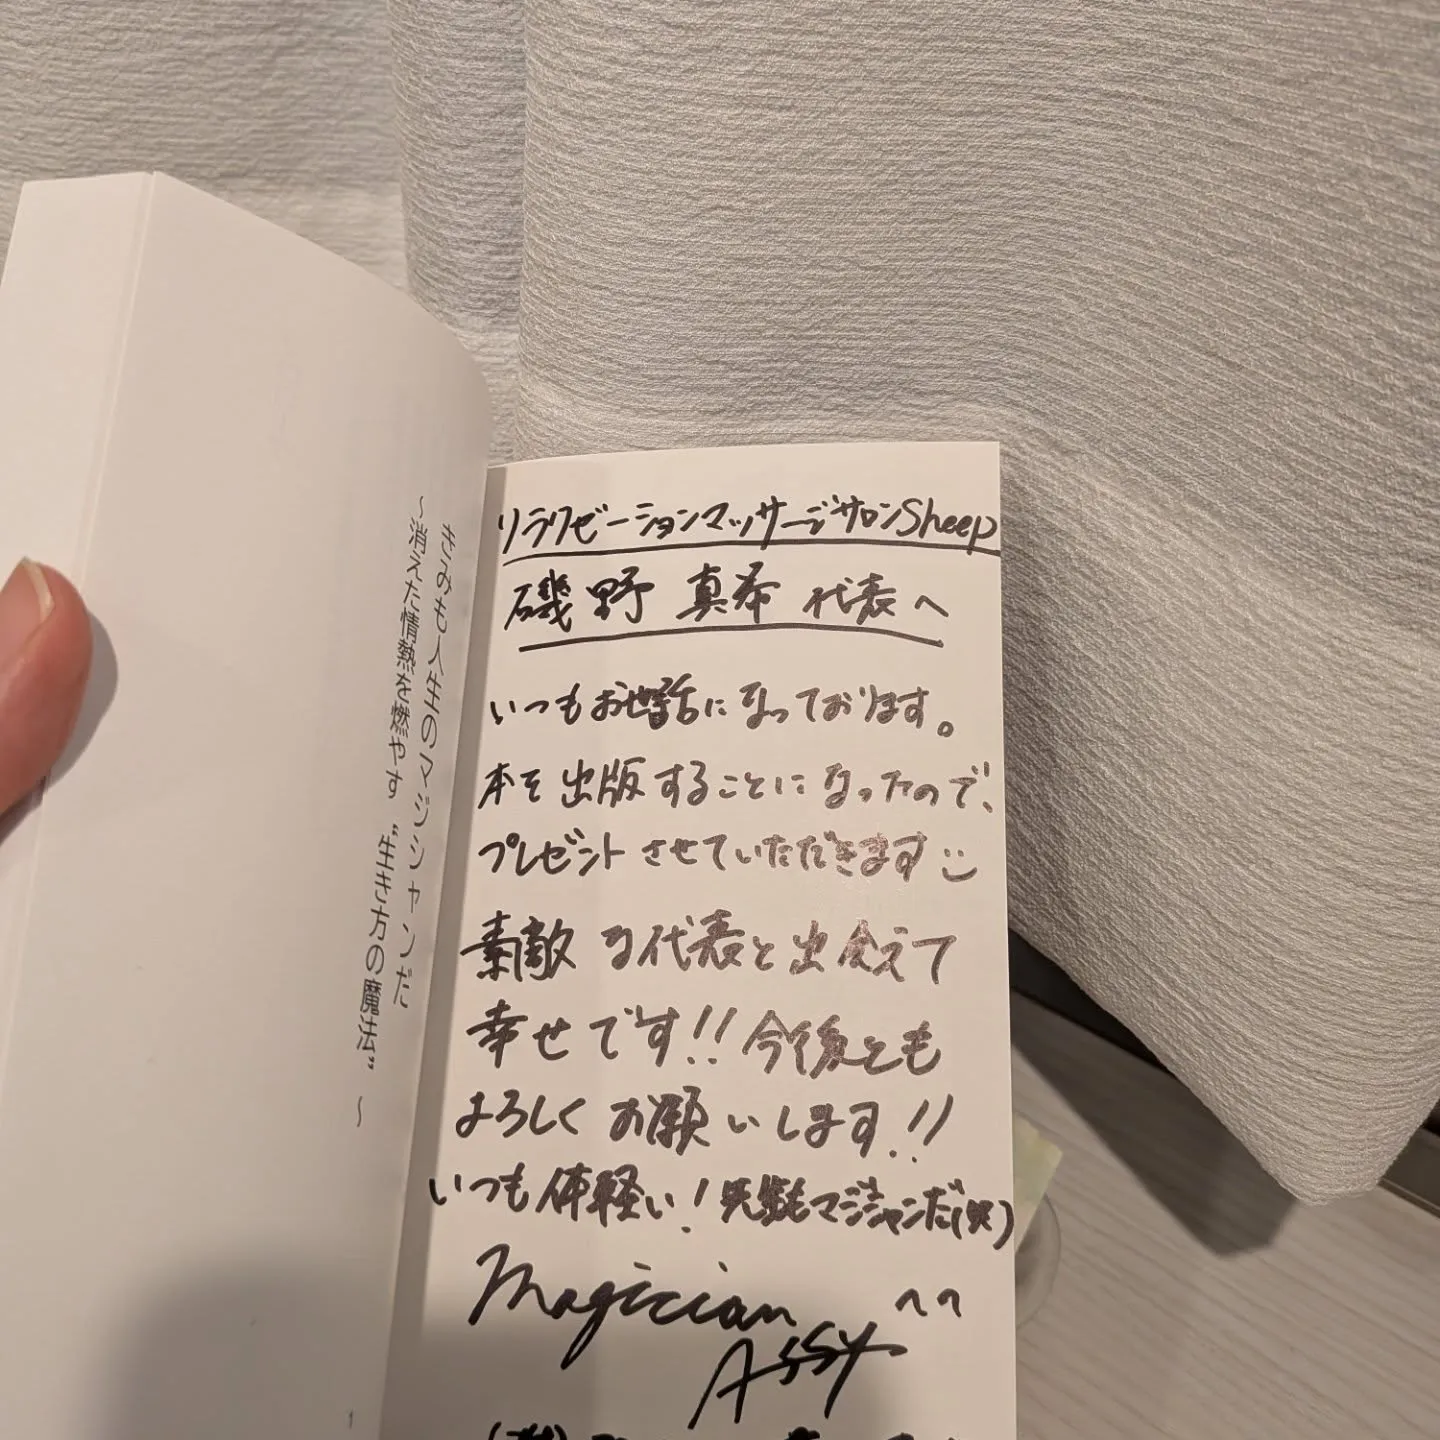 きみも人生のマジシャンだ
〜消えた情熱を燃やす〝生き方の魔法〟〜
1
リラクゼーションマッサージサロンSheep
磯野 真希 代表へ
いつもお世話になっております。
本を出版することになったので、
プレゼントさせていただきます
素敵な代表と出会えて
幸せです!!今後とも
よろしくお願いします!!
いつも体軽い!先生もマジシャンだ(笑)
Magician
Assy